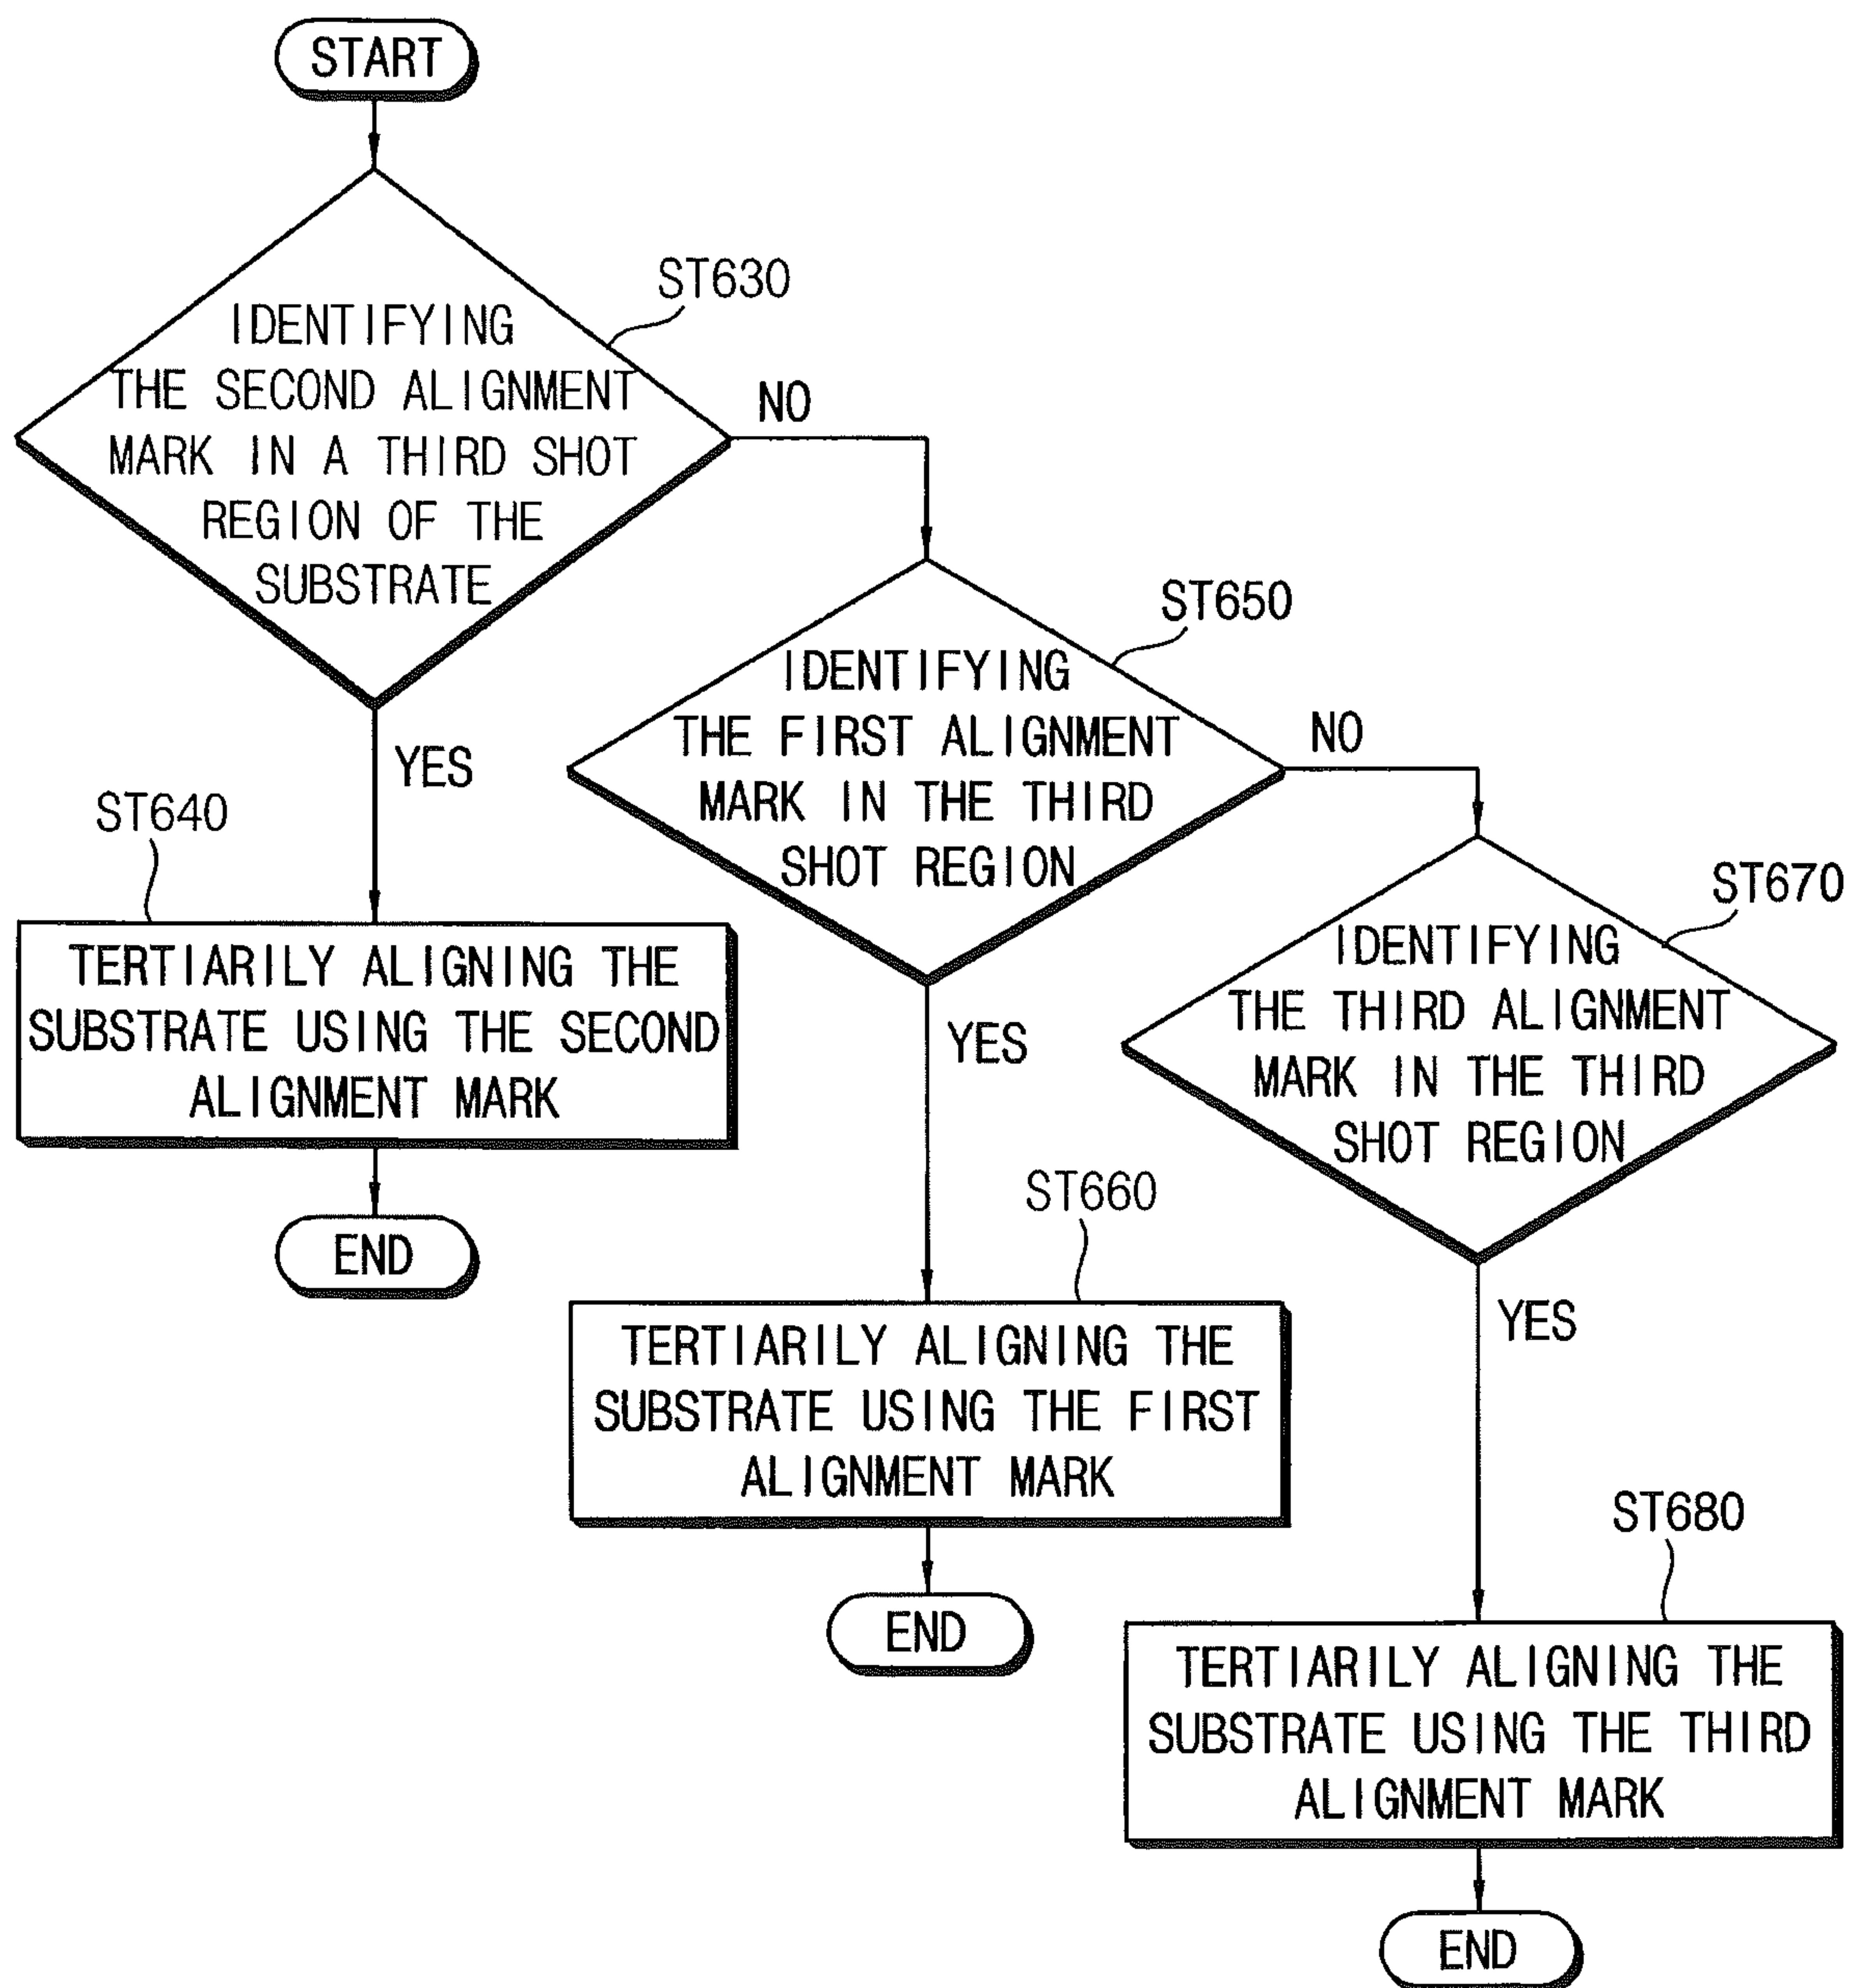 START
ST630
IDENTIFYING
THE SECOND ALIGNMENT
MARK IN A THIRD SHOT
REGION OF THE
SUBSTRATE
NO
YES
ST640
TERTIARILY ALIGNING THE
SUBSTRATE USING THE SECOND
ALIGNMENT MARK
END
ST650
IDENTIFYING
THE FIRST ALIGNMENT
MARK IN THE THIRD
SHOT REGION
NO
YES
ST660
TERTIARILY ALIGNING THE
SUBSTRATE USING THE FIRST
ALIGNMENT MARK
END
ST670
IDENTIFYING
THE THIRD ALIGNMENT
MARK IN THE THIRD
SHOT REGION
YES
ST680
TERTIARILY ALIGNING THE
SUBSTRATE USING THE THIRD
ALIGNMENT MARK
END